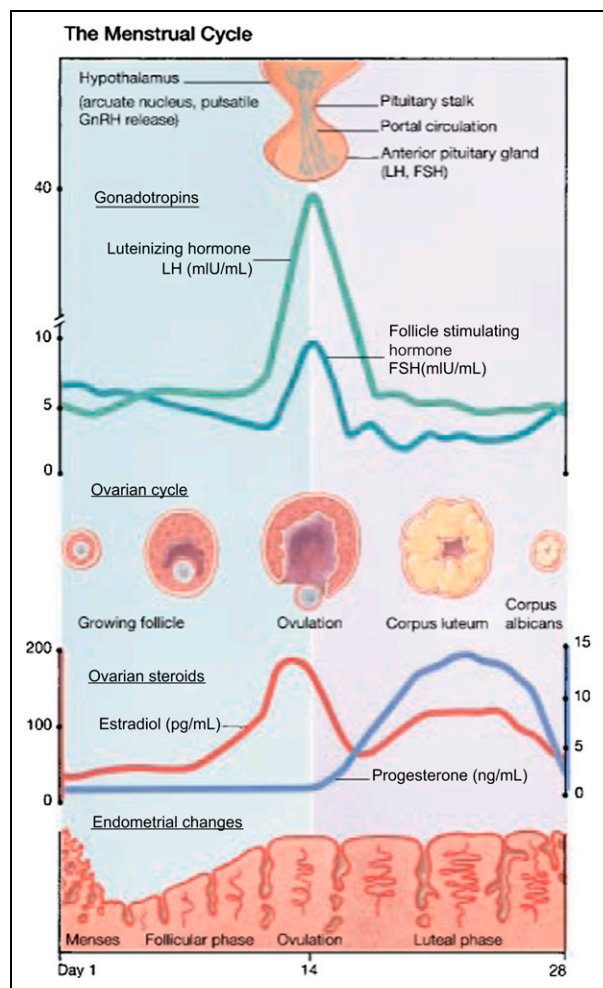 The Menstrual Cycle
Hypothalamus
(arcuate nucleus, pulsatile
GnRH release)
Pituitary stalk
Portal circulation
Anterior pituitary gland
(LH, FSH)
40
Gonadotropins
Luteinizing hormone
LH (mIU/mL)
10
Follicle stimulating
hormone
FSH(mIU/mL)
5
0
Ovarian cycle
Growing follicle
Ovulation
Corpus luteum
Corpus
albicans
200
15
Ovarian steroids
Estradiol (pg/mL)
10
100
5
Progesterone (ng/mL)
0
0
Endometrial changes
Menses
Follicular phase
Ovulation
Luteal phase
Day 1
14
28